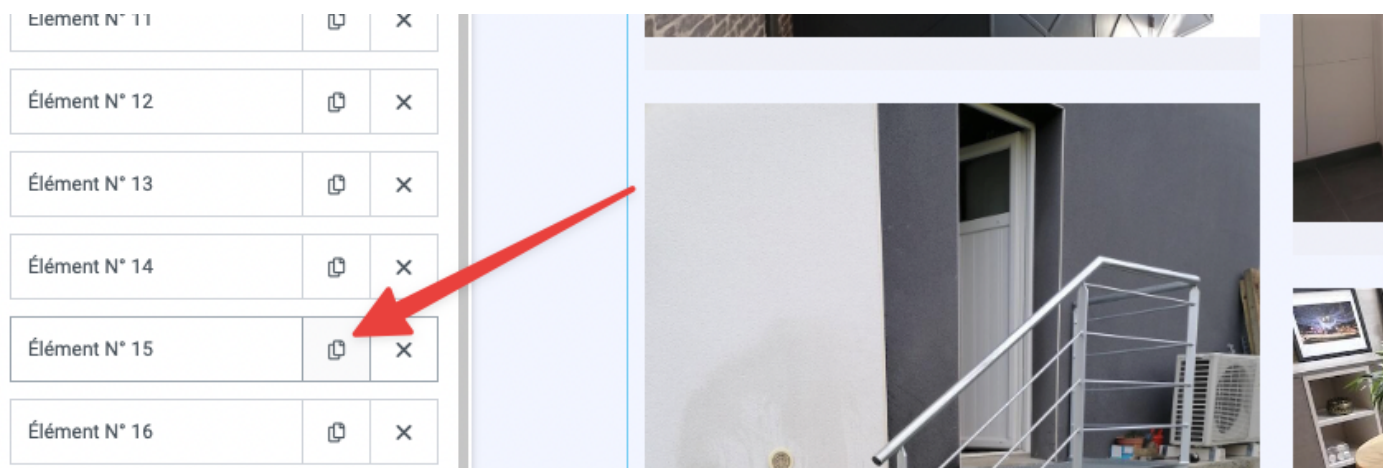 Élément N° 11
Élément N° 12
Élément N° 13
Élément N° 14
Élément N° 15
Élément N° 16